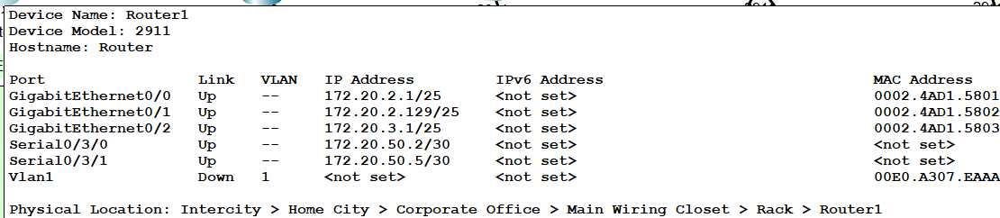 Device Name: Router1
Device Model: 2911
Hostname: Router
Port Link VLAN IP Address IPv6 Address MAC Address
GigabitEthernet0/0 Up -- 172.20.2.1/25 <not set> 0002.4AD1.5801
GigabitEthernet0/1 Up -- 172.20.2.129/25 <not set> 0002.4AD1.5802
GigabitEthernet0/2 Up -- 172.20.3.1/25 <not set> 0002.4AD1.5803
Serial0/3/0 Up -- 172.20.50.2/30 <not set> <not set>
Serial0/3/1 Up -- 172.20.50.5/30 <not set> <not set>
Vlan1 Down 1 <not set> <not set> 00E0.A307.EAAA
Physical Location: Intercity > Home City > Corporate Office > Main Wiring Closet > Rack > Router1